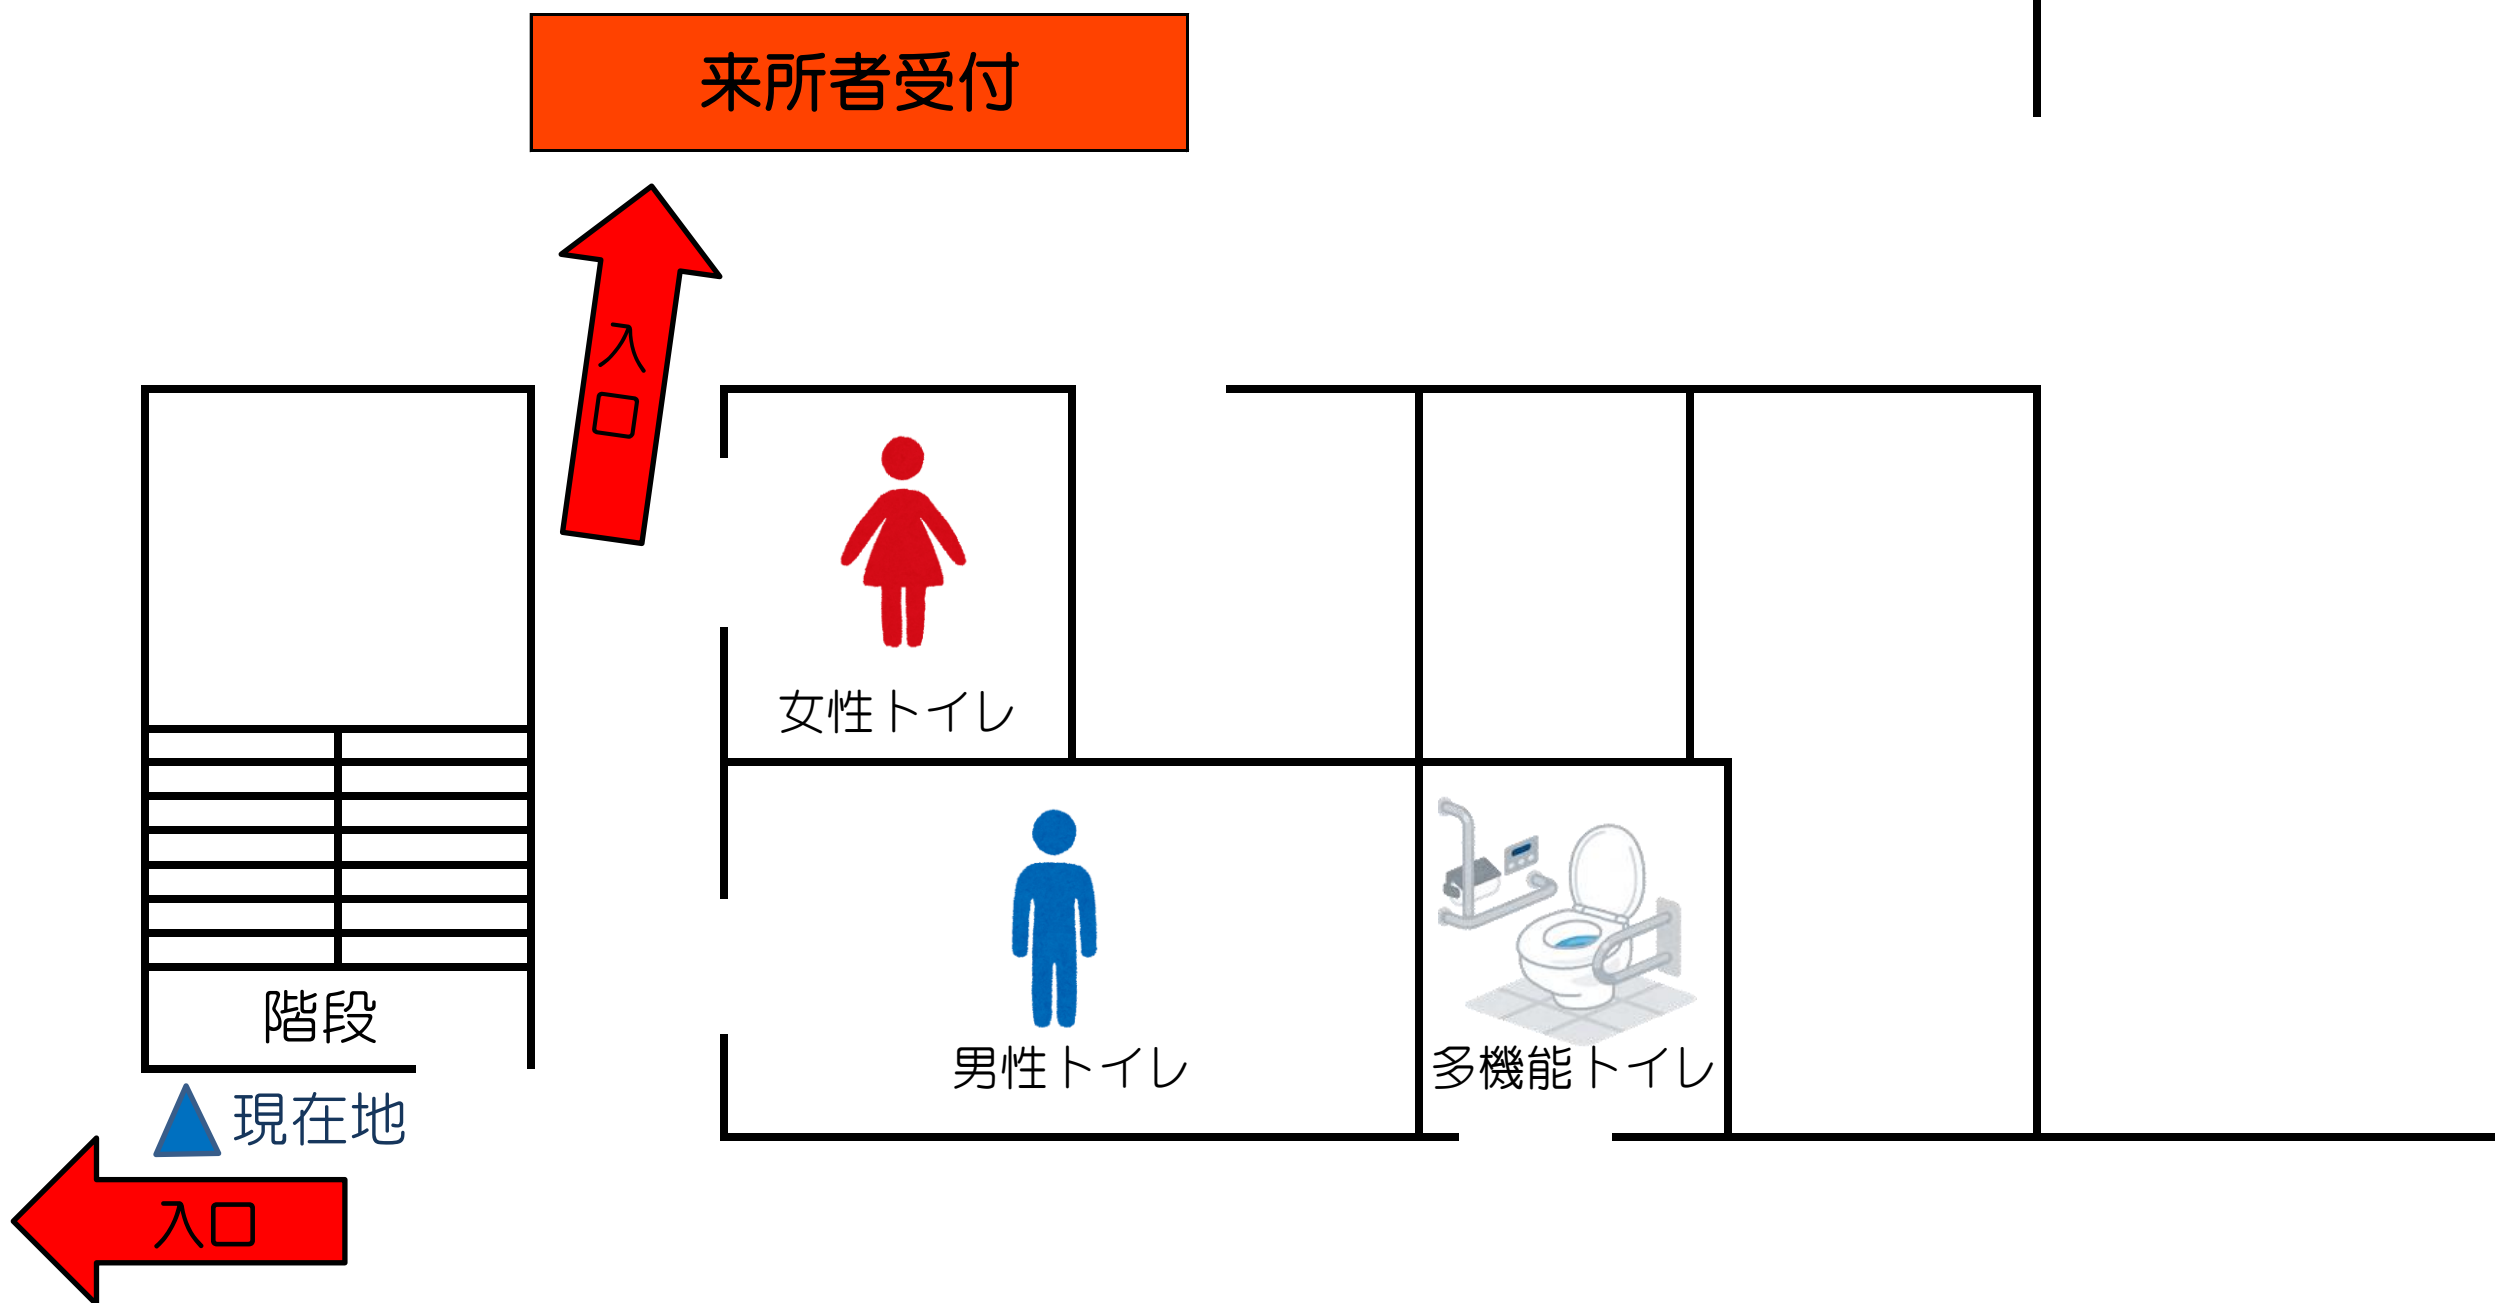 来所者受付
入口
女性トイレ
階段
男性トイレ
多機能トイレ
現在地
入口